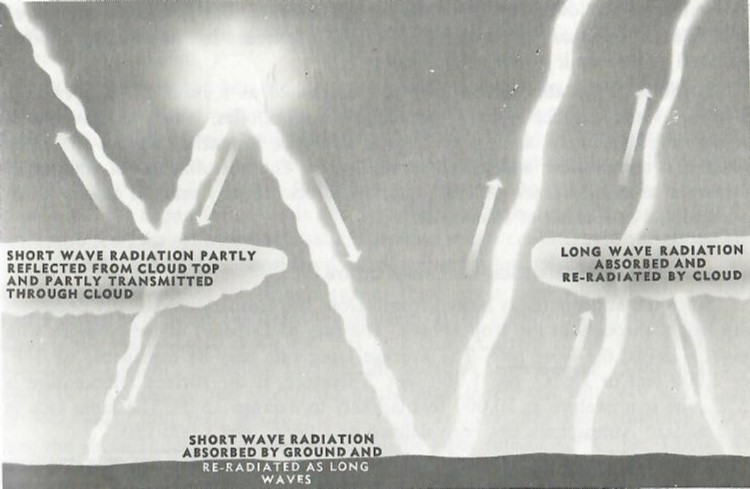 SHORT WAVE RADIATION PARTLY
REFLECTED FROM CLOUD TOP
AND PARTLY TRANSMITTED
THROUGH CLOUD
LONG WAVE RADIATION
ABSORBED AND
RE-RADIATED BY CLOUD
SHORT WAVE RADIATION
ABSORBED BY GROUND AND
RE-RADIATED AS LONG
WAVES